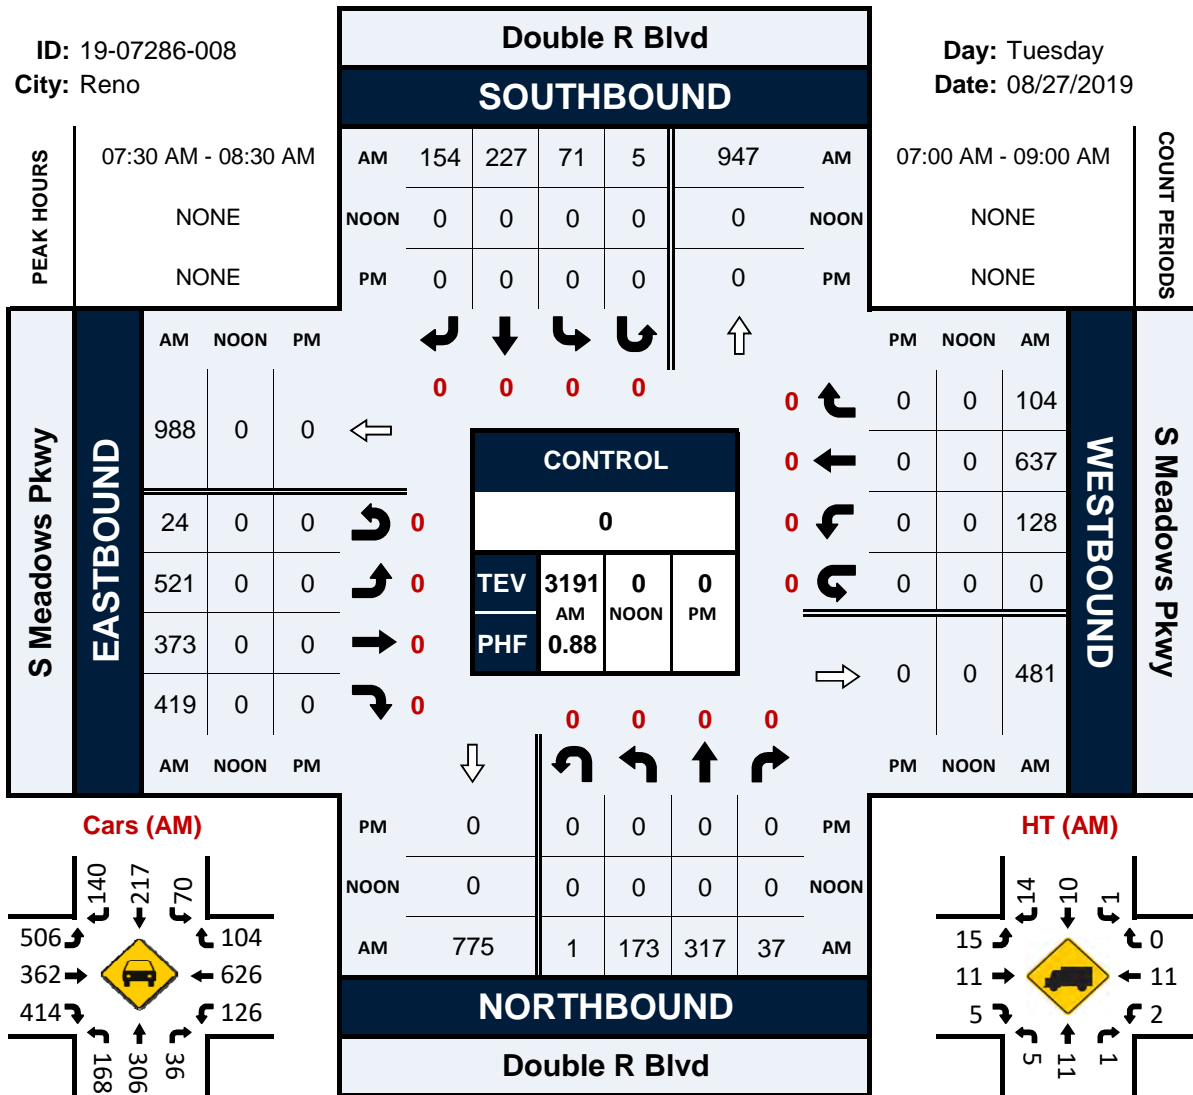 ID: 19-07286-008
City: Reno
Double R Blvd
SOUTHBOUND
Day: Tuesday
Date: 08/27/2019
PEAK HOURS
07:30 AM - 08:30 AM
NONE
NONE
AM 154 227 71 5 947 AM
NOON 0 0 0 0 0 NOON
PM 0 0 0 0 0 PM
07:00 AM - 09:00 AM
NONE
NONE
COUNT PERIODS
0 0 0 0
S Meadows Pkwy
EASTBOUND
AM NOON PM
988 0 0
24 0 0 0
521 0 0 0
373 0 0 0
419 0 0 0
AM NOON PM
CONTROL
0
TEV 3191 0 0
AM NOON PM
PHF 0.88
PM NOON AM
0 0 0 104
0 0 0 637
0 0 0 128
0 0 0 0
0 0 481
PM NOON AM
WESTBOUND
S Meadows Pkwy
0 0 0 0
PM 0 0 0 0 0 PM
NOON 0 0 0 0 0 NOON
AM 775 1 173 317 37 AM
NORTHBOUND
Double R Blvd
Cars (AM)
140 217 70
506 104
362 626
414 126
168 306 36
HT (AM)
14 10 1
15 0
11 11
5 2
5 11 1